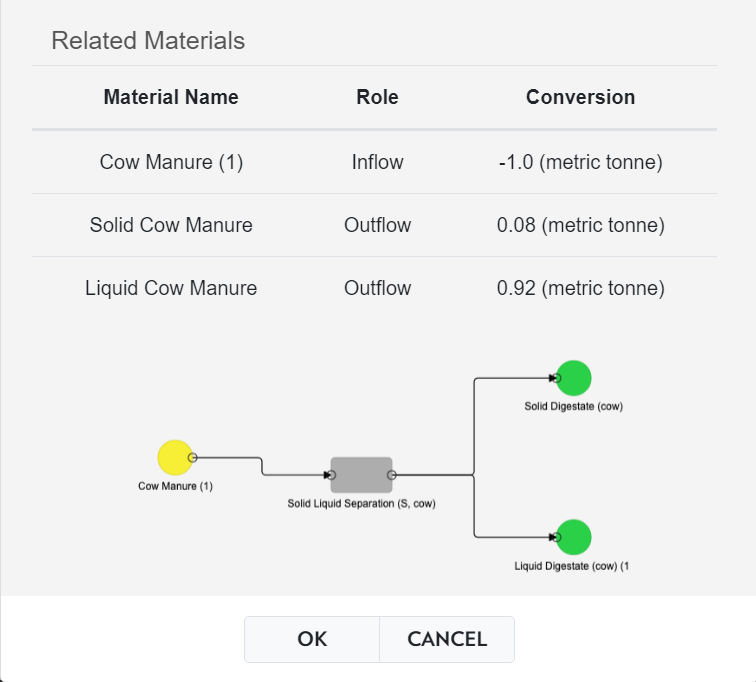 Related Materials
Material Name Role Conversion
Cow Manure (1) Inflow -1.0 (metric tonne)
Solid Cow Manure Outflow 0.08 (metric tonne)
Liquid Cow Manure Outflow 0.92 (metric tonne)
Solid Digestate (cow)
Cow Manure (1)
Solid Liquid Separation (S, cow)
Liquid Digestate (cow) (1
OK CANCEL